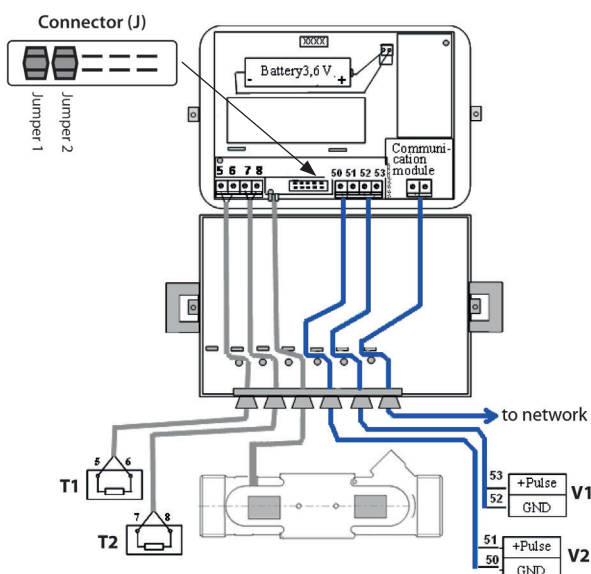 Connector (J)
Jumper 1
Jumper 2
XXXX
Battery3,6 V
- +
Communi-
cation
module
5 6 7 8
50 51 52 53
to network
T1
5 6
T2
7 8
53
+Pulse
52
GND
V1
51
+Pulse
50
GND
V2